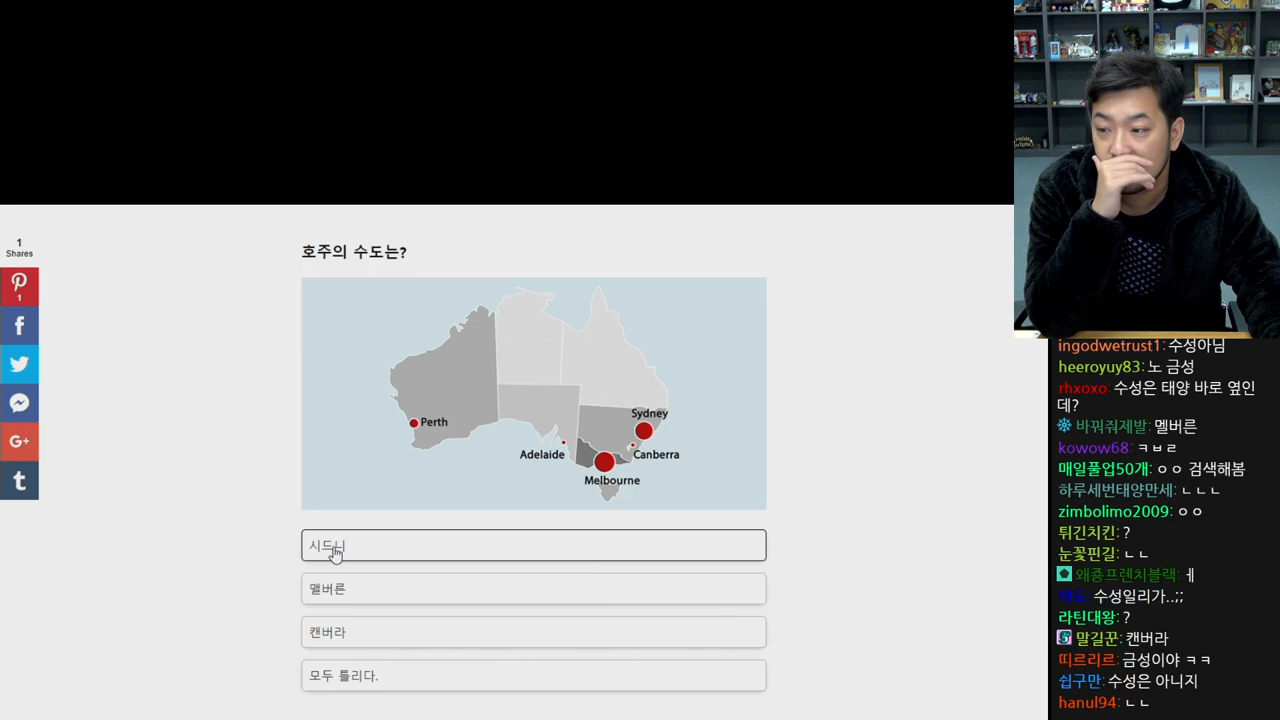 1
Shares
1
호주의 수도는?
Perth
Adelaide
Sydney
Canberra
Melbourne
시드니
맬버른
캔버라
모두 틀리다.
ingodwetrust1: 수성아님
heeroyuy83: 노 금성
rhxoxo: 수성은 태양 바로 옆인
데?
바꿔줘제발: 멜버른
kowow68: ㅋㅂㄹ
매일풀업50개: ㅇㅇ 검색해봄
하루세번태양만세: ㄴㄴㄴ
zimbolimo2009: ㅇㅇ
튀긴치킨: ?
눈꽃핀길: ㄴㄴ
왜죵프렌치블랙: ㅔ
수성일리가..;;
라틴대왕: ?
말길꾼: 캔버라
띠르리르: 금성이야 ㅋㅋ
쉽구만: 수성은 아니지
hanul94: ㄴㄴ